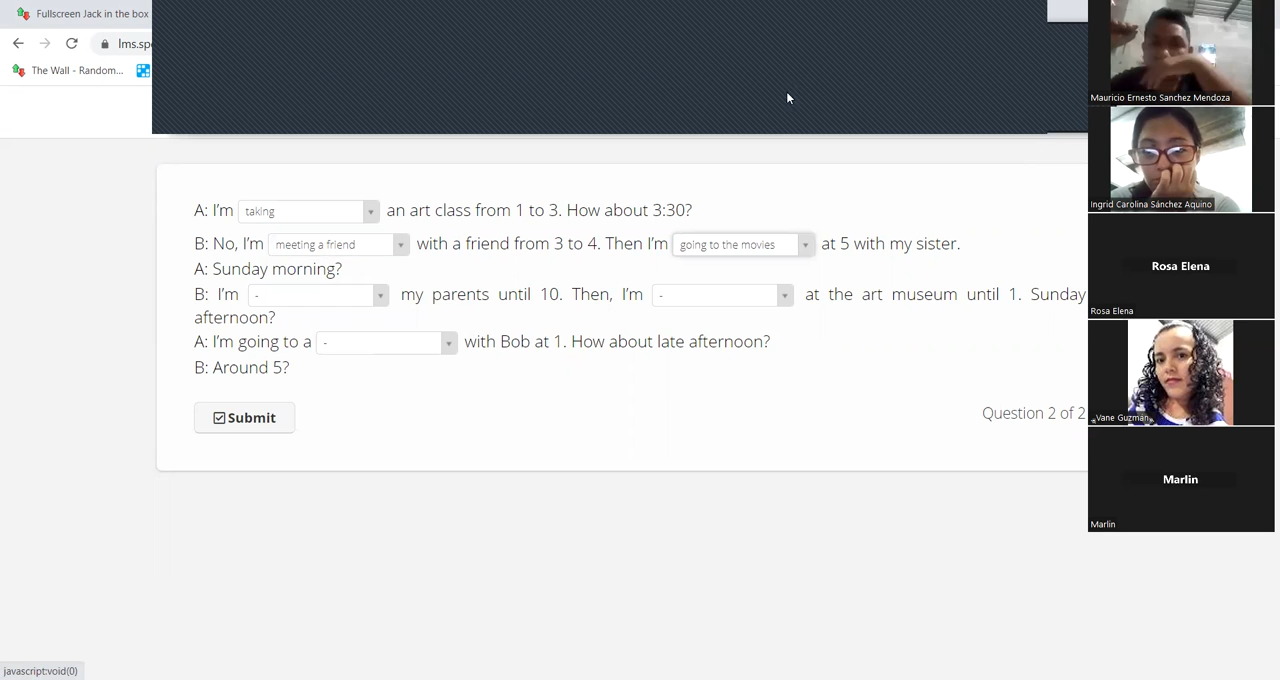 Fullscreen Jack in the box
lms.sp
The Wall - Random...
A: I'm taking an art class from 1 to 3. How about 3:30?
B: No, I'm meeting a friend with a friend from 3 to 4. Then I'm going to the movies at 5 with my sister.
A: Sunday morning?
B: I'm - my parents until 10. Then, I'm - at the art museum until 1. Sunday
afternoon?
A: I'm going to a - with Bob at 1. How about late afternoon?
B: Around 5?
Submit
Question 2 of 2
javascript:void(0)
Mauricio Ernesto Sanchez Mendoza
Ingrid Carolina Sánchez Aquino
Rosa Elena
Rosa Elena
Vane Guzmán
Marlin
Marlin